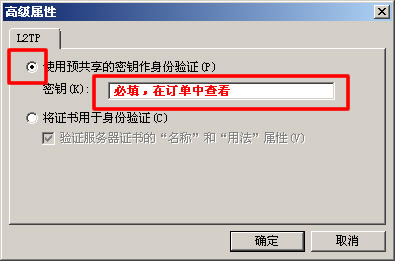 高级属性
L2TP
使用预共享的密钥作身份验证(P)
密钥(K): 必填，在订单中查看
将证书用于身份验证(C)
验证服务器证书的“名称”和“用法”属性(V)
确定 取消